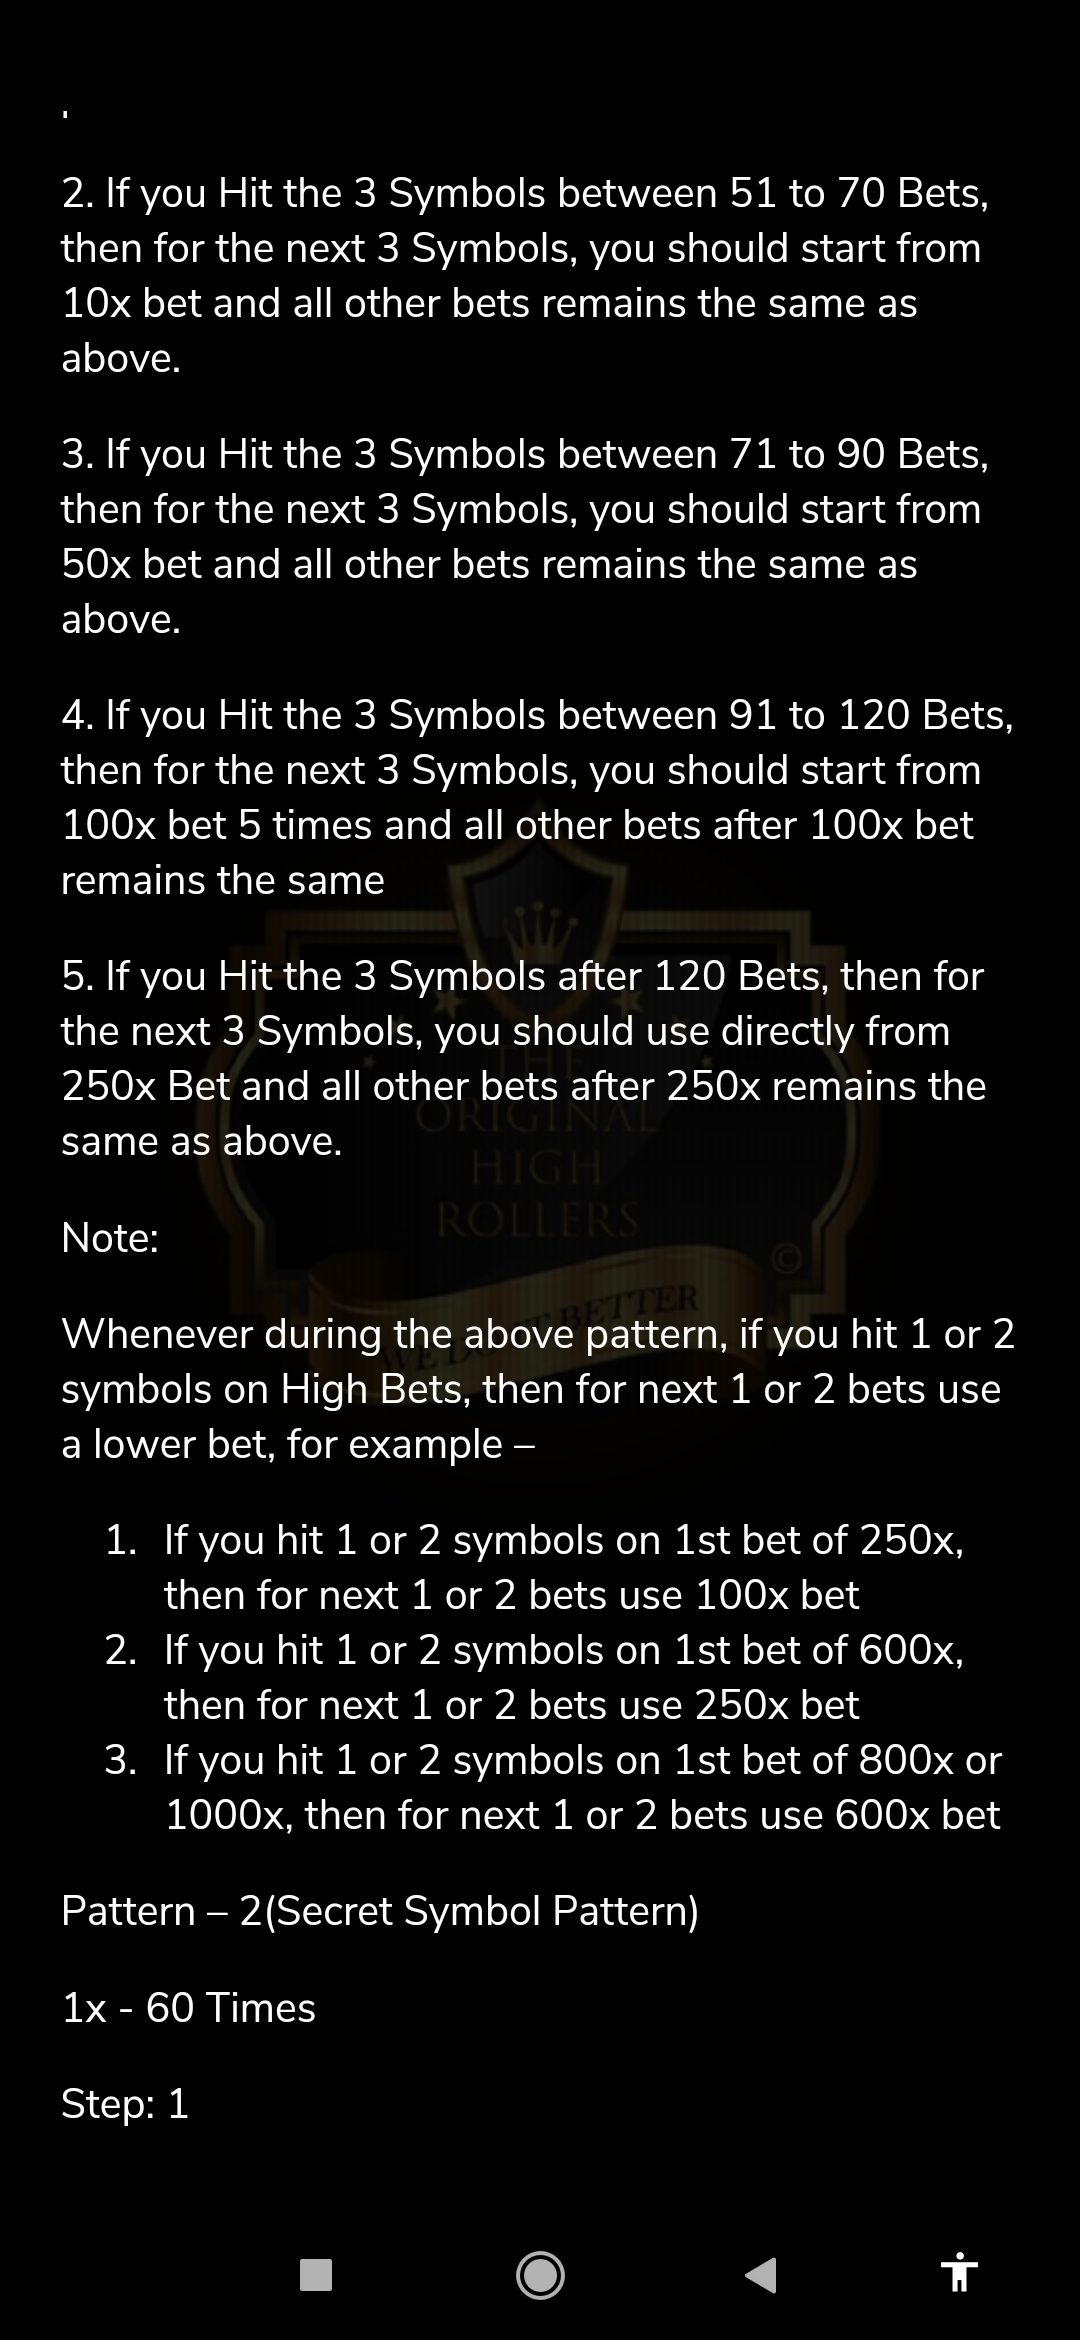 2. If you Hit the 3 Symbols between 51 to 70 Bets,
then for the next 3 Symbols, you should start from
10x bet and all other bets remains the same as
above.
3. If you Hit the 3 Symbols between 71 to 90 Bets,
then for the next 3 Symbols, you should start from
50x bet and all other bets remains the same as
above.
4. If you Hit the 3 Symbols between 91 to 120 Bets,
then for the next 3 Symbols, you should start from
100x bet 5 times and all other bets after 100x bet
remains the same
5. If you Hit the 3 Symbols after 120 Bets, then for
the next 3 Symbols, you should use directly from
250x Bet and all other bets after 250x remains the
same as above.
THE
ORIGINAL
HIGH
ROLLERS
©
WE DO IT BETTER
Note:
Whenever during the above pattern, if you hit 1 or 2
symbols on High Bets, then for next 1 or 2 bets use
a lower bet, for example –
1. If you hit 1 or 2 symbols on 1st bet of 250x,
then for next 1 or 2 bets use 100x bet
2. If you hit 1 or 2 symbols on 1st bet of 600x,
then for next 1 or 2 bets use 250x bet
3. If you hit 1 or 2 symbols on 1st bet of 800x or
1000x, then for next 1 or 2 bets use 600x bet
Pattern – 2(Secret Symbol Pattern)
1x - 60 Times
Step: 1